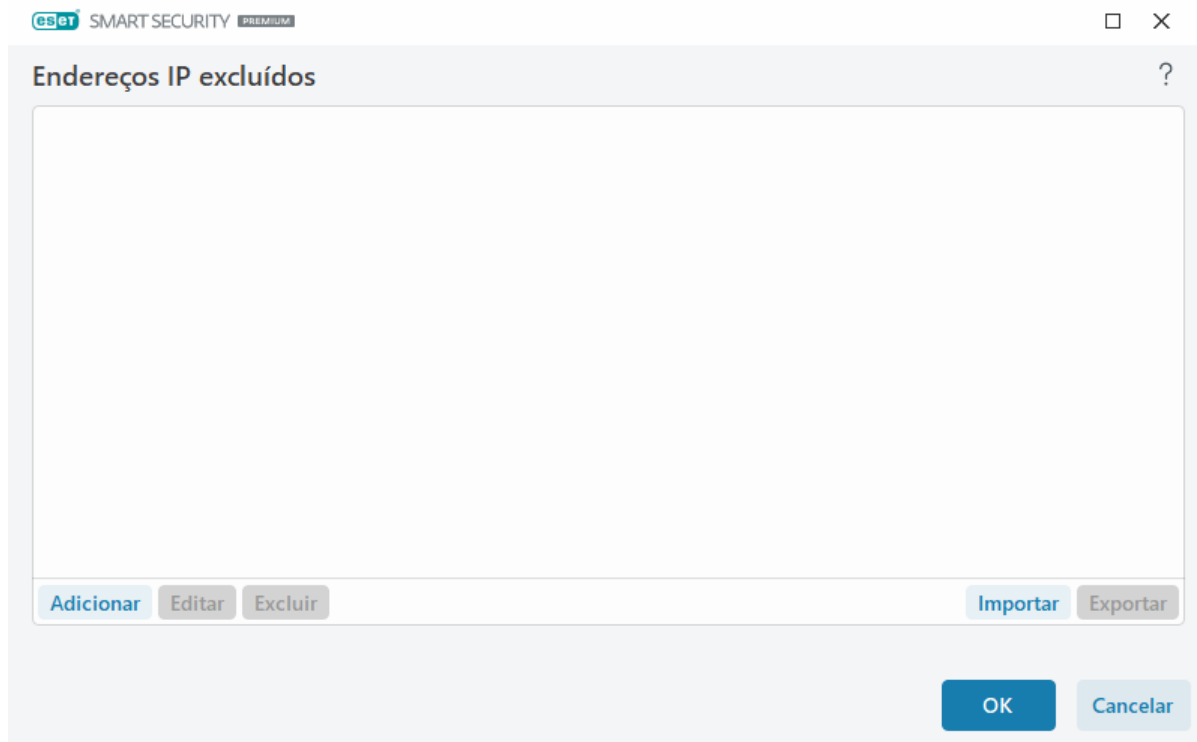 eset SMART SECURITY PREMIUM
Endereços IP excluídos
?
Adicionar Editar Excluir Importar Exportar
OK Cancelar